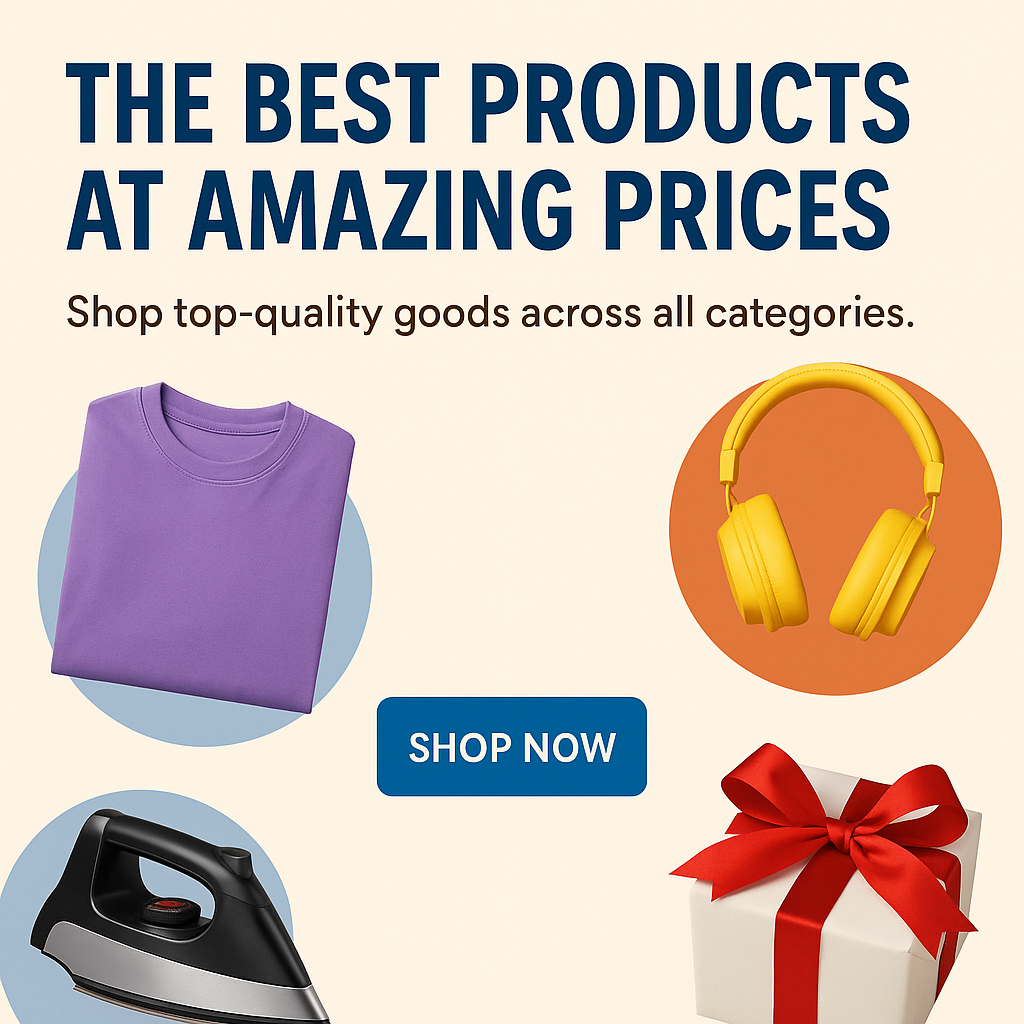 THE BEST PRODUCTS
AT AMAZING PRICES
Shop top-quality goods across all categories.
SHOP NOW